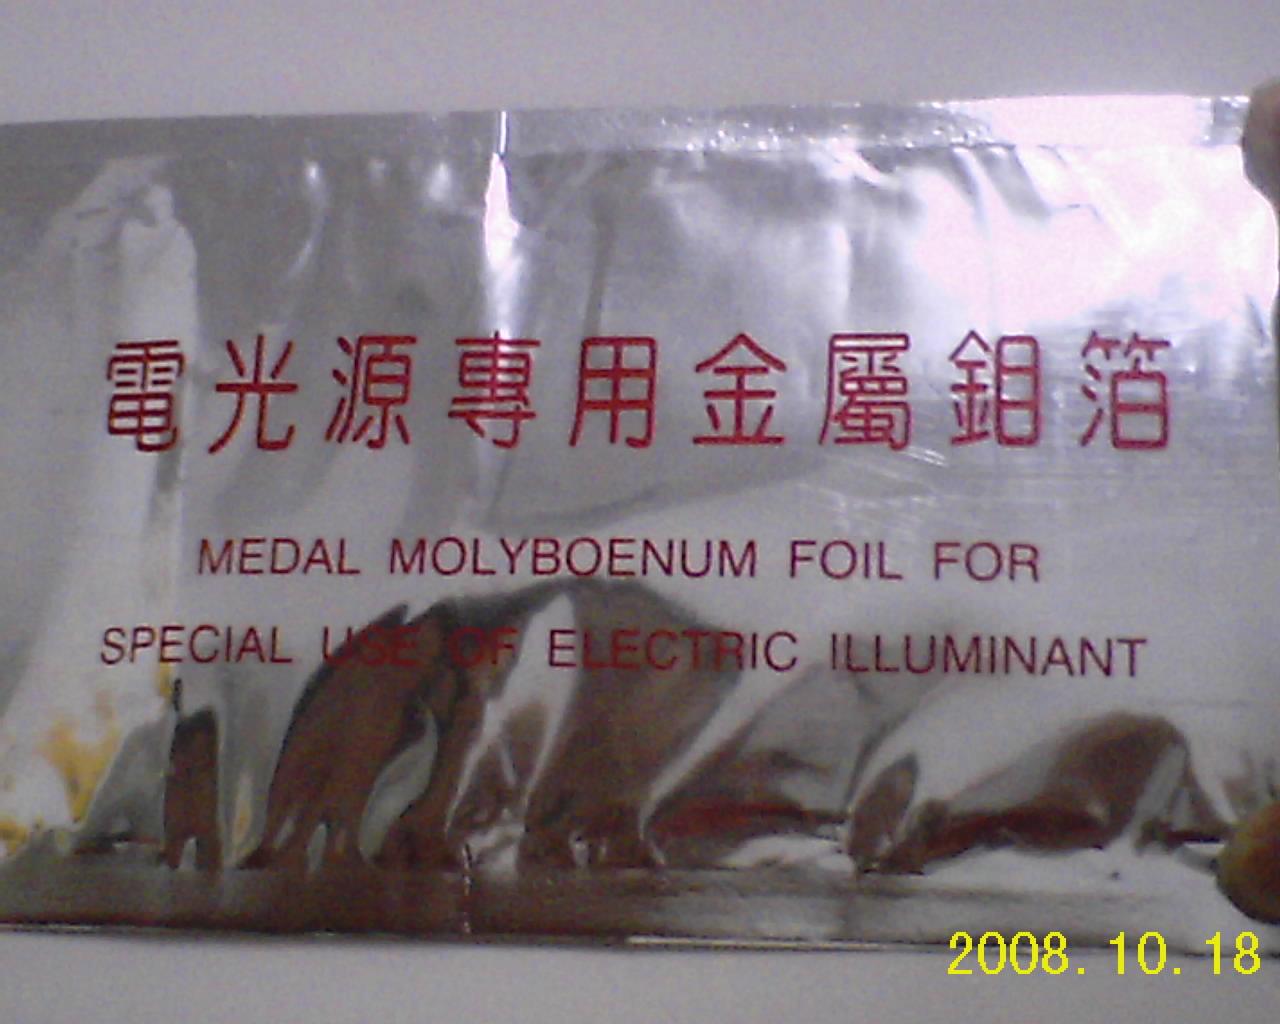 電光源專用金屬鉬箔
MEDAL MOLYBOENUM FOIL FOR
SPECIAL USE OF ELECTRIC ILLUMINANT
2008.10.18